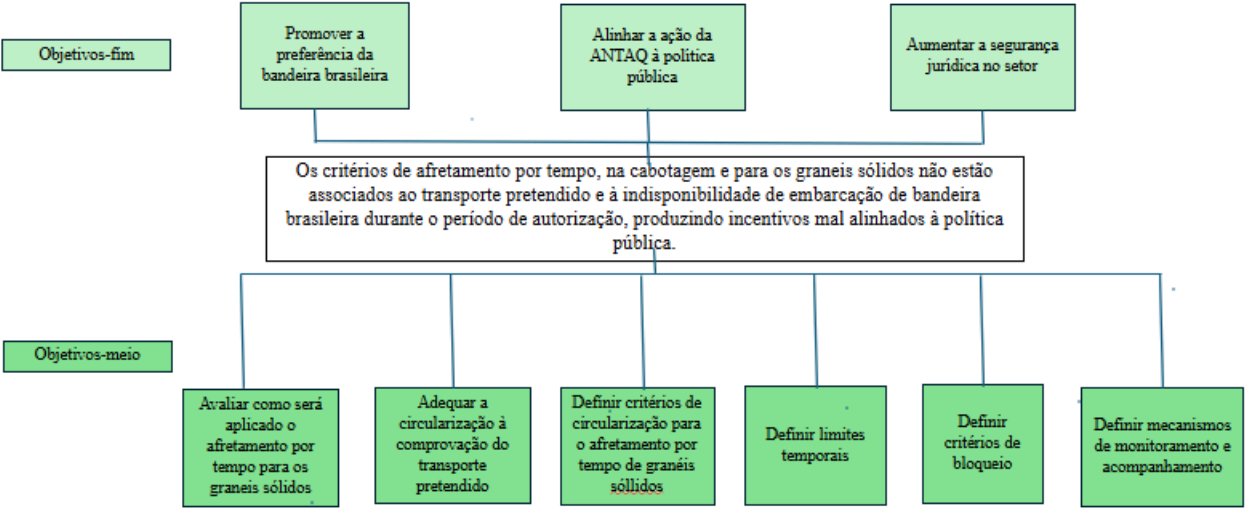 Objetivos-fim
Promover a
preferência da
bandeira brasileira
Alinhar a ação da
ANTAQ à política
pública
Aumentar a segurança
jurídica no setor
Os critérios de afretamento por tempo, na cabotagem e para os graneis sólidos não estão
associados ao transporte pretendido e à indisponibilidade de embarcação de bandeira
brasileira durante o período de autorização, produzindo incentivos mal alinhados à política
pública.
Objetivos-meio
Avaliar como será
aplicado o
afretamento por
tempo para os
graneis sólidos
Adequar a
circularização à
comprovação do
transporte
pretendido
Definir critérios de
circularização para
o afretamento por
tempo de granéis
sóllidos
Definir limites
temporais
Definir
critérios de
bloqueio
Definir mecanismos
de monitoramento e
acompanhamento